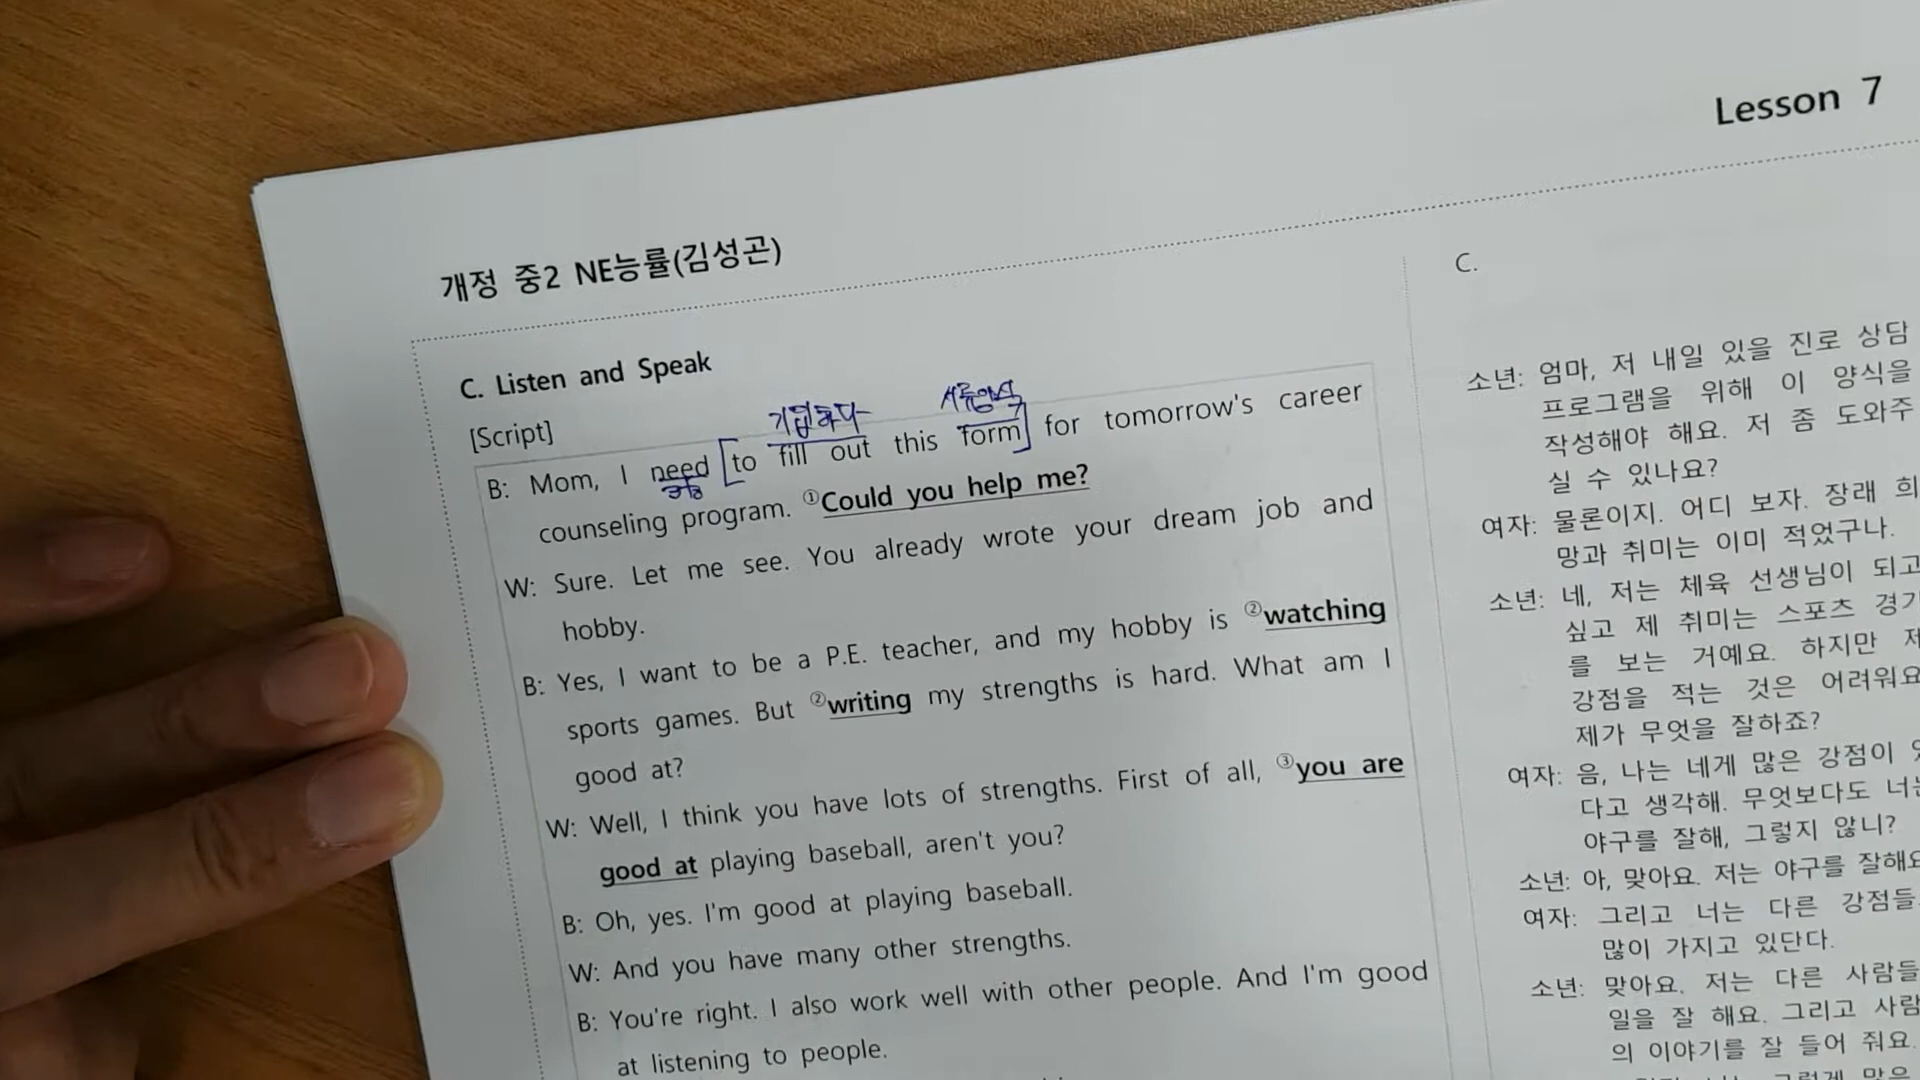 Lesson 7
개정 중2 NE능률(김성곤)
C. Listen and Speak
[Script]
기입하다 서류양식
B: Mom, I need [to fill out this form] for tomorrow's career
counseling program. ①Could you help me?
W: Sure. Let me see. You already wrote your dream job and
hobby.
B: Yes, I want to be a P.E. teacher, and my hobby is ②watching
sports games. But ②writing my strengths is hard. What am I
good at?
W: Well, I think you have lots of strengths. First of all, ③you are
good at playing baseball, aren't you?
B: Oh, yes. I'm good at playing baseball.
W: And you have many other strengths.
B: You're right. I also work well with other people. And I'm good
at listening to people.
C.
소년: 엄마, 저 내일 있을 진로 상담
프로그램을 위해 이 양식을
작성해야 해요. 저 좀 도와주
실 수 있나요?
여자: 물론이지. 어디 보자. 장래 희
망과 취미는 이미 적었구나.
소년: 네, 저는 체육 선생님이 되고
싶고 제 취미는 스포츠 경기
를 보는 거예요. 하지만 제
강점을 적는 것은 어려워요
제가 무엇을 잘하죠?
여자: 음, 나는 네게 많은 강점이 있
다고 생각해. 무엇보다도 너는
야구를 잘해, 그렇지 않니?
소년: 아, 맞아요. 저는 야구를 잘해요
여자: 그리고 너는 다른 강점들
많이 가지고 있단다.
소년: 맞아요. 저는 다른 사람들
일을 잘 해요. 그리고 사람
의 이야기를 잘 들어 줘요.